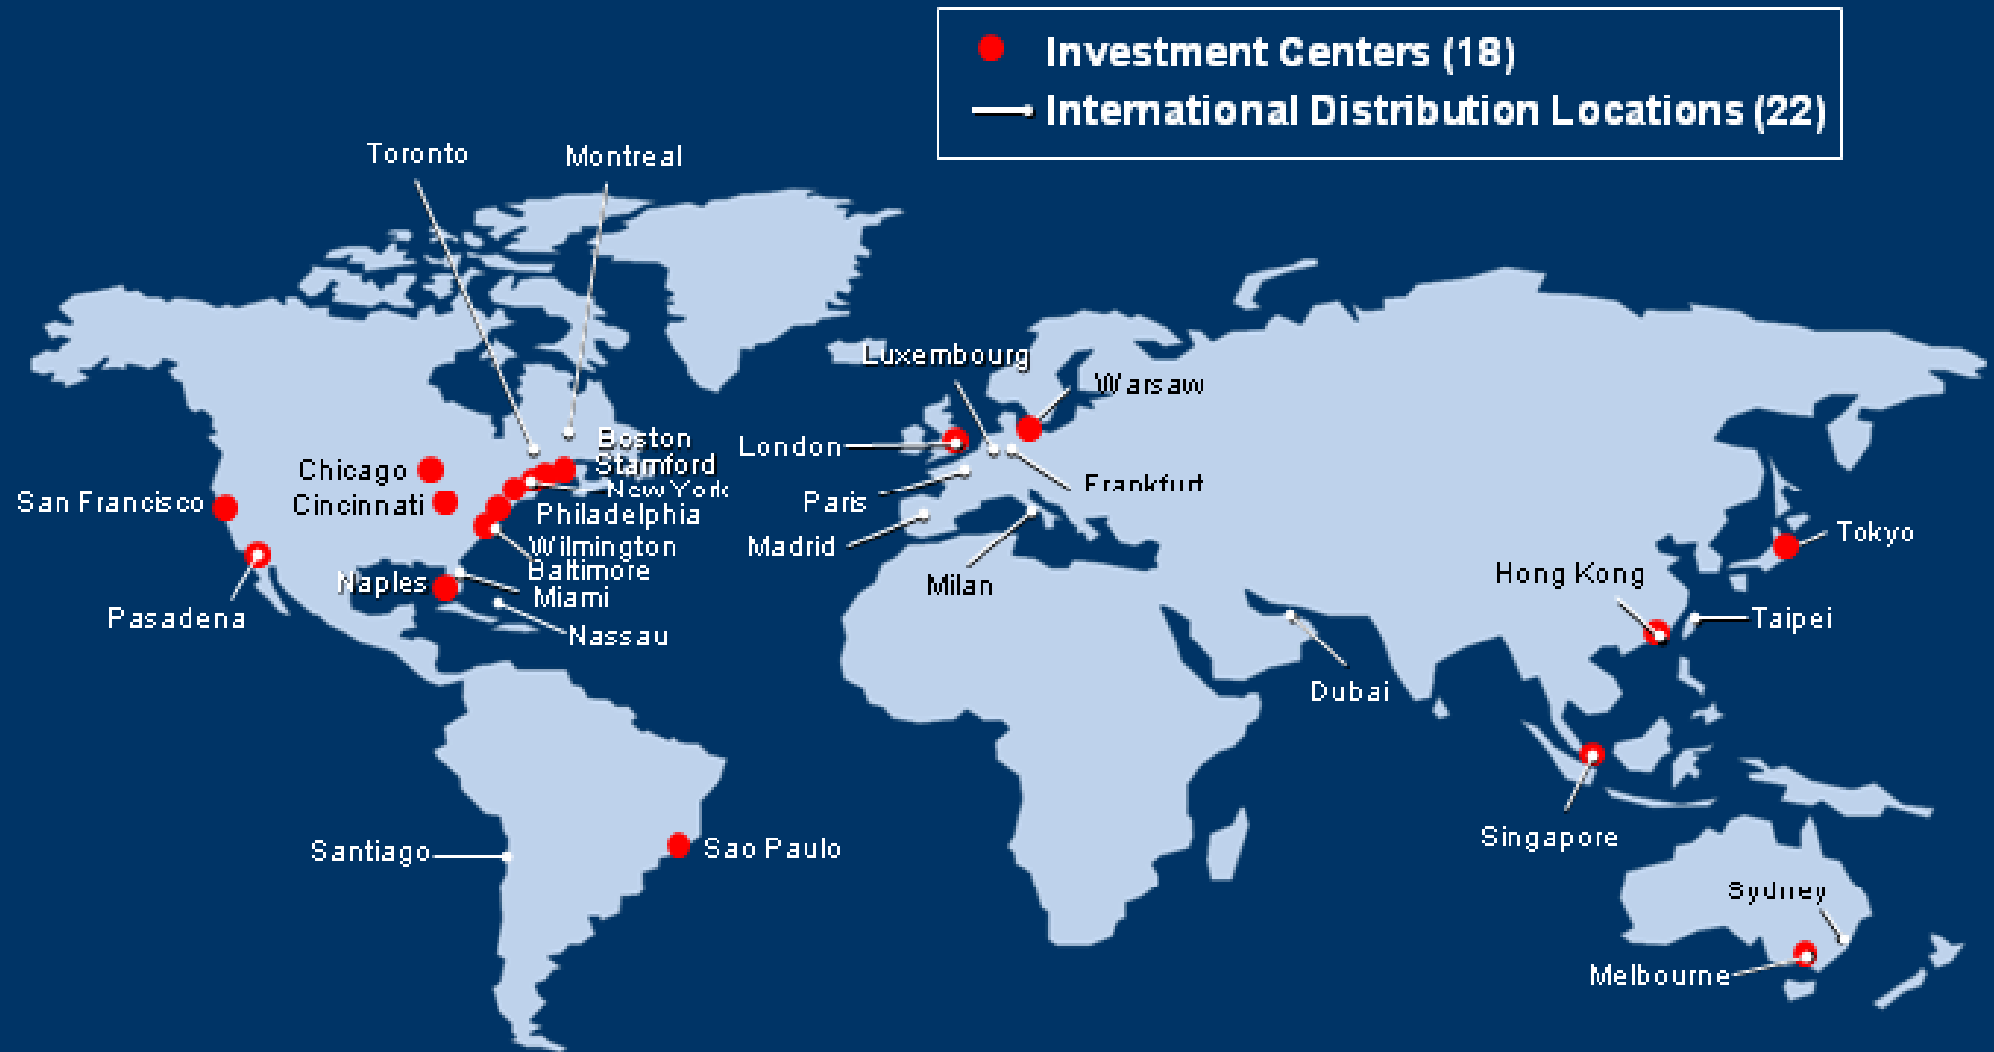 Investment Centers (18)
International Distribution Locations (22)
Toronto
Montreal
Luxembourg
Warsaw
Boston
London
Stamford
Chicago
New York
Frankfurt
San Francisco
Cincinnati
Paris
Philadelphia
Tokyo
Madrid
Wilmington
Baltimore
Hong Kong
Naples
Milan
Miami
Pasadena
Taipei
Nassau
Dubai
Singapore
Santiago
Sao Paulo
Sydney
Melbourne